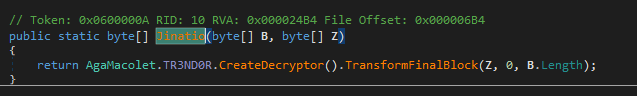 // Token: 0x0600000A RID: 10 RVA: 0x000024B4 File Offset: 0x000006B4
public static byte[] Jinatic(byte[] B, byte[] Z)
{
return AgaMacolet.TR3ND0R.CreateDecryptor().TransformFinalBlock(Z, 0, B.Length);
}